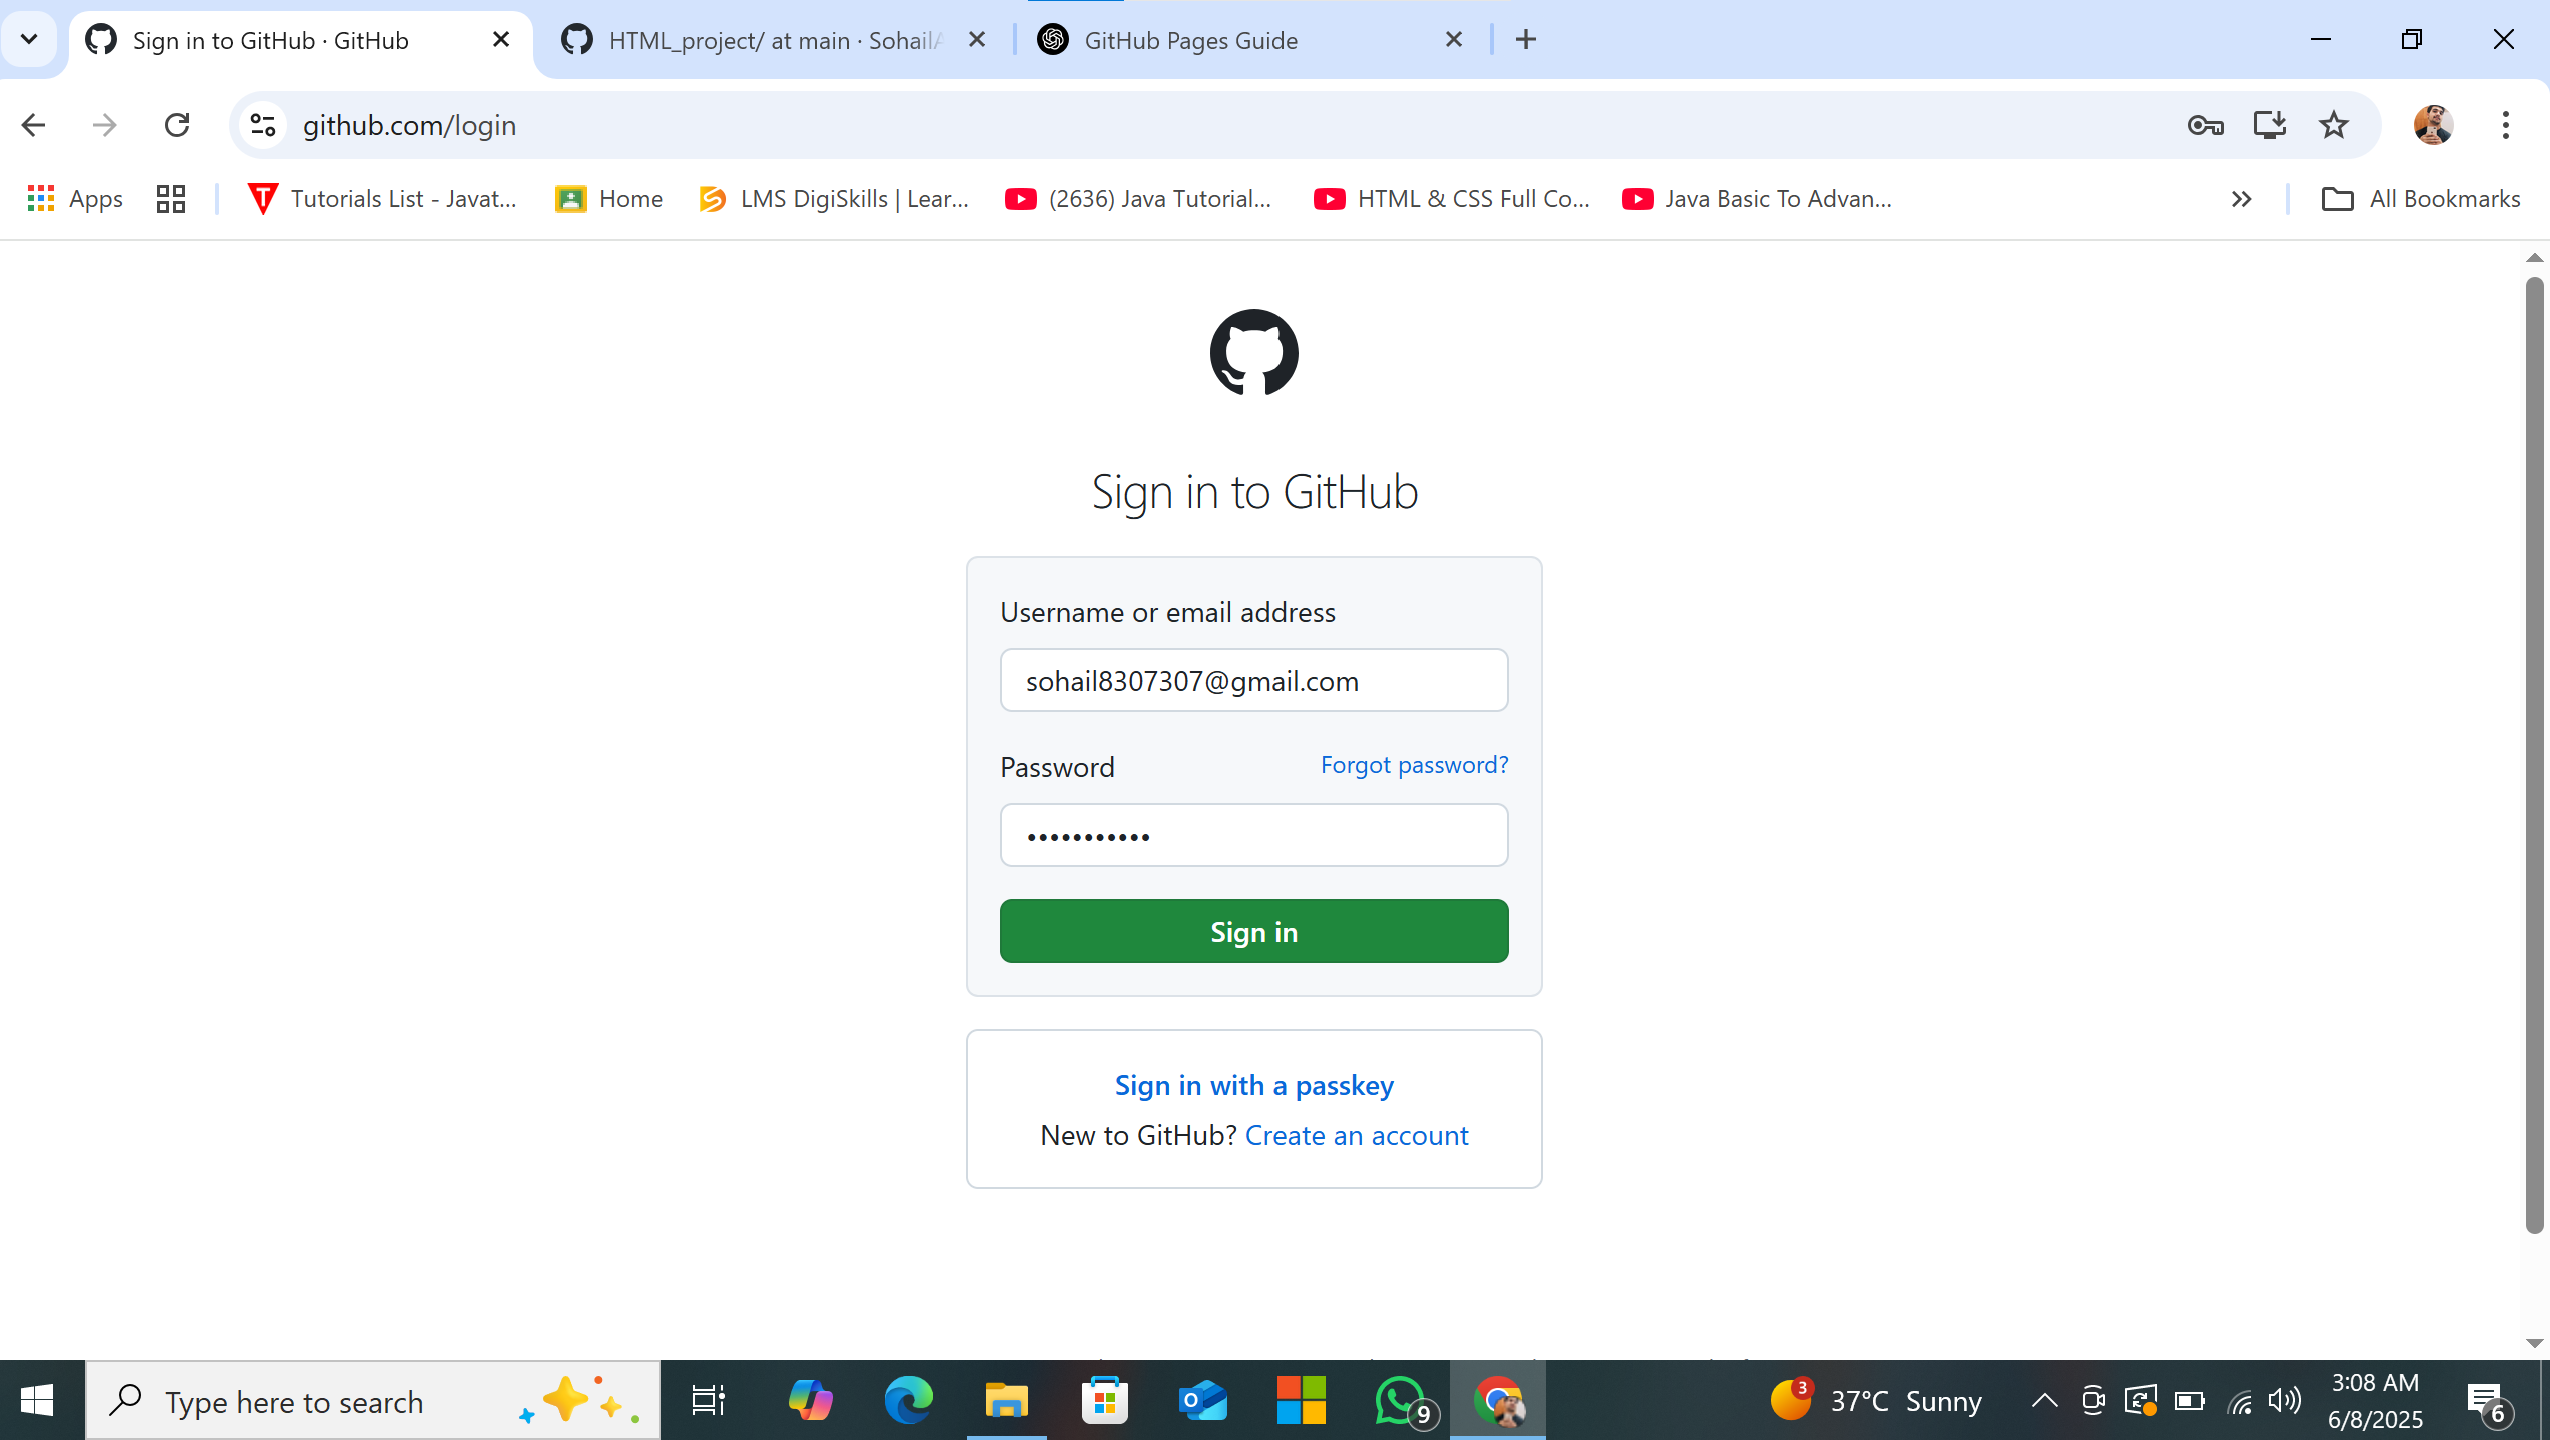 Sign in to GitHub · GitHub
HTML_project/ at main · Sohail
GitHub Pages Guide
github.com/login
Apps
Tutorials List - Javat...
Home
LMS DigiSkills | Lear...
(2636) Java Tutorial...
HTML & CSS Full Co...
Java Basic To Advan...
All Bookmarks
Sign in to GitHub
Username or email address
sohail8307307@gmail.com
Password
Forgot password?
Sign in
Sign in with a passkey
New to GitHub? Create an account
Type here to search
9
3
37°C Sunny
3:08 AM
6/8/2025
6